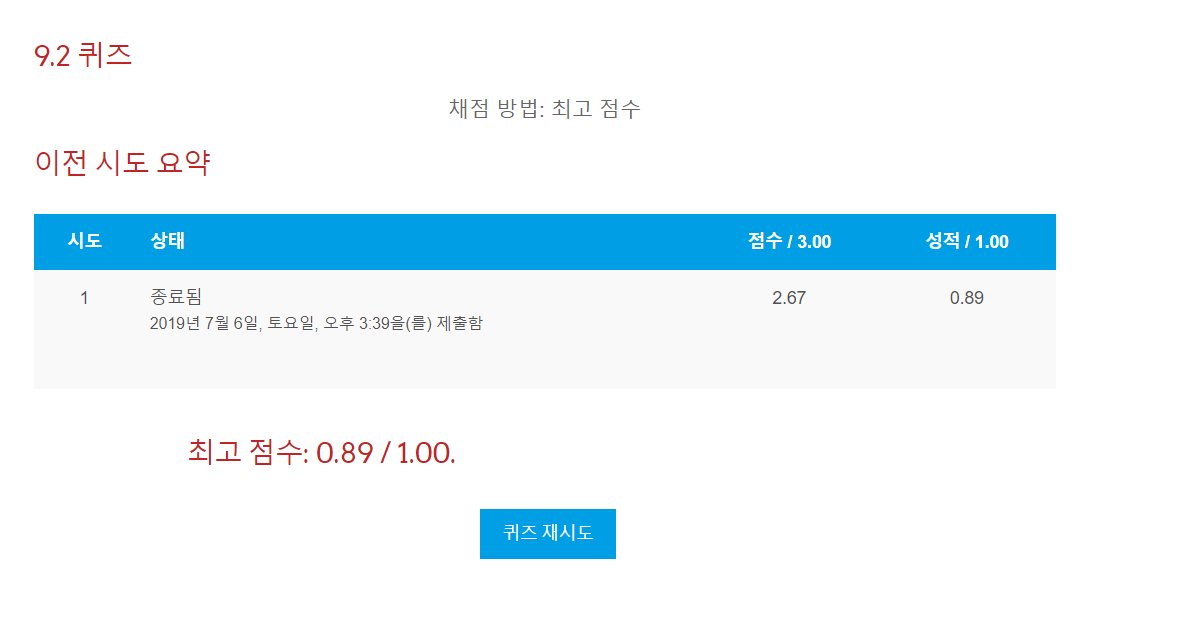 9.2 퀴즈
채점 방법: 최고 점수
이전 시도 요약
시도 상태 점수 / 3.00 성적 / 1.00
1 종료됨 2.67 0.89
2019년 7월 6일, 토요일, 오후 3:39을(를) 제출함
최고 점수: 0.89 / 1.00.
퀴즈 재시도